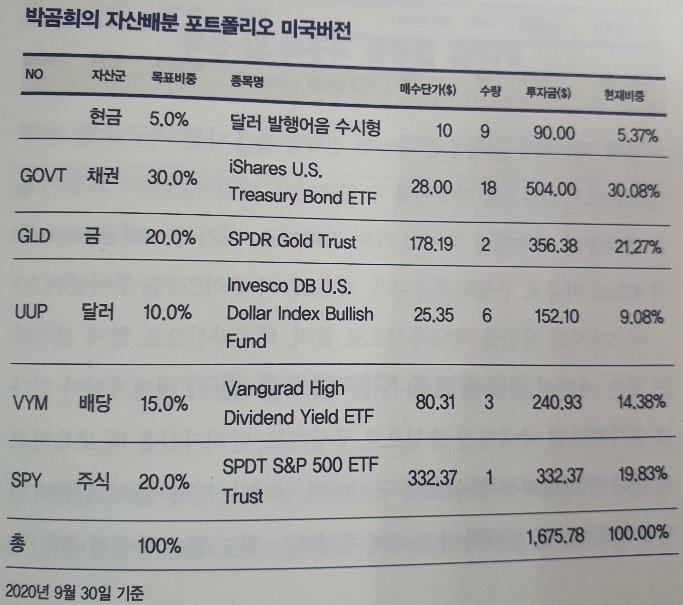 박곰희의 자산배분 포트폴리오 미국버전
NO 자산군 목표비중 종목명 매수단가($) 수량 투자금($) 현재비중
현금 5.0% 달러 발행어음 수시형 10 9 90.00 5.37%
GOVT 채권 30.0% iShares U.S.
Treasury Bond ETF 28.00 18 504.00 30.08%
GLD 금 20.0% SPDR Gold Trust 178.19 2 356.38 21,27%
UUP 달러 10.0% Invesco DB U.S.
Dollar Index Bullish 25,35 6 152.10 9.08%
Fund
VYM 배당 15.0% Vangurad High
Dividend Yield ETF 80,31 3 240,93 14.38%
SPY 주식 20.0% SPDT S&P 500 ETF
Trust 332,37 1 332,37 19.83%
총 100% 1,675.78 100.00%
2020년 9월 30일 기준